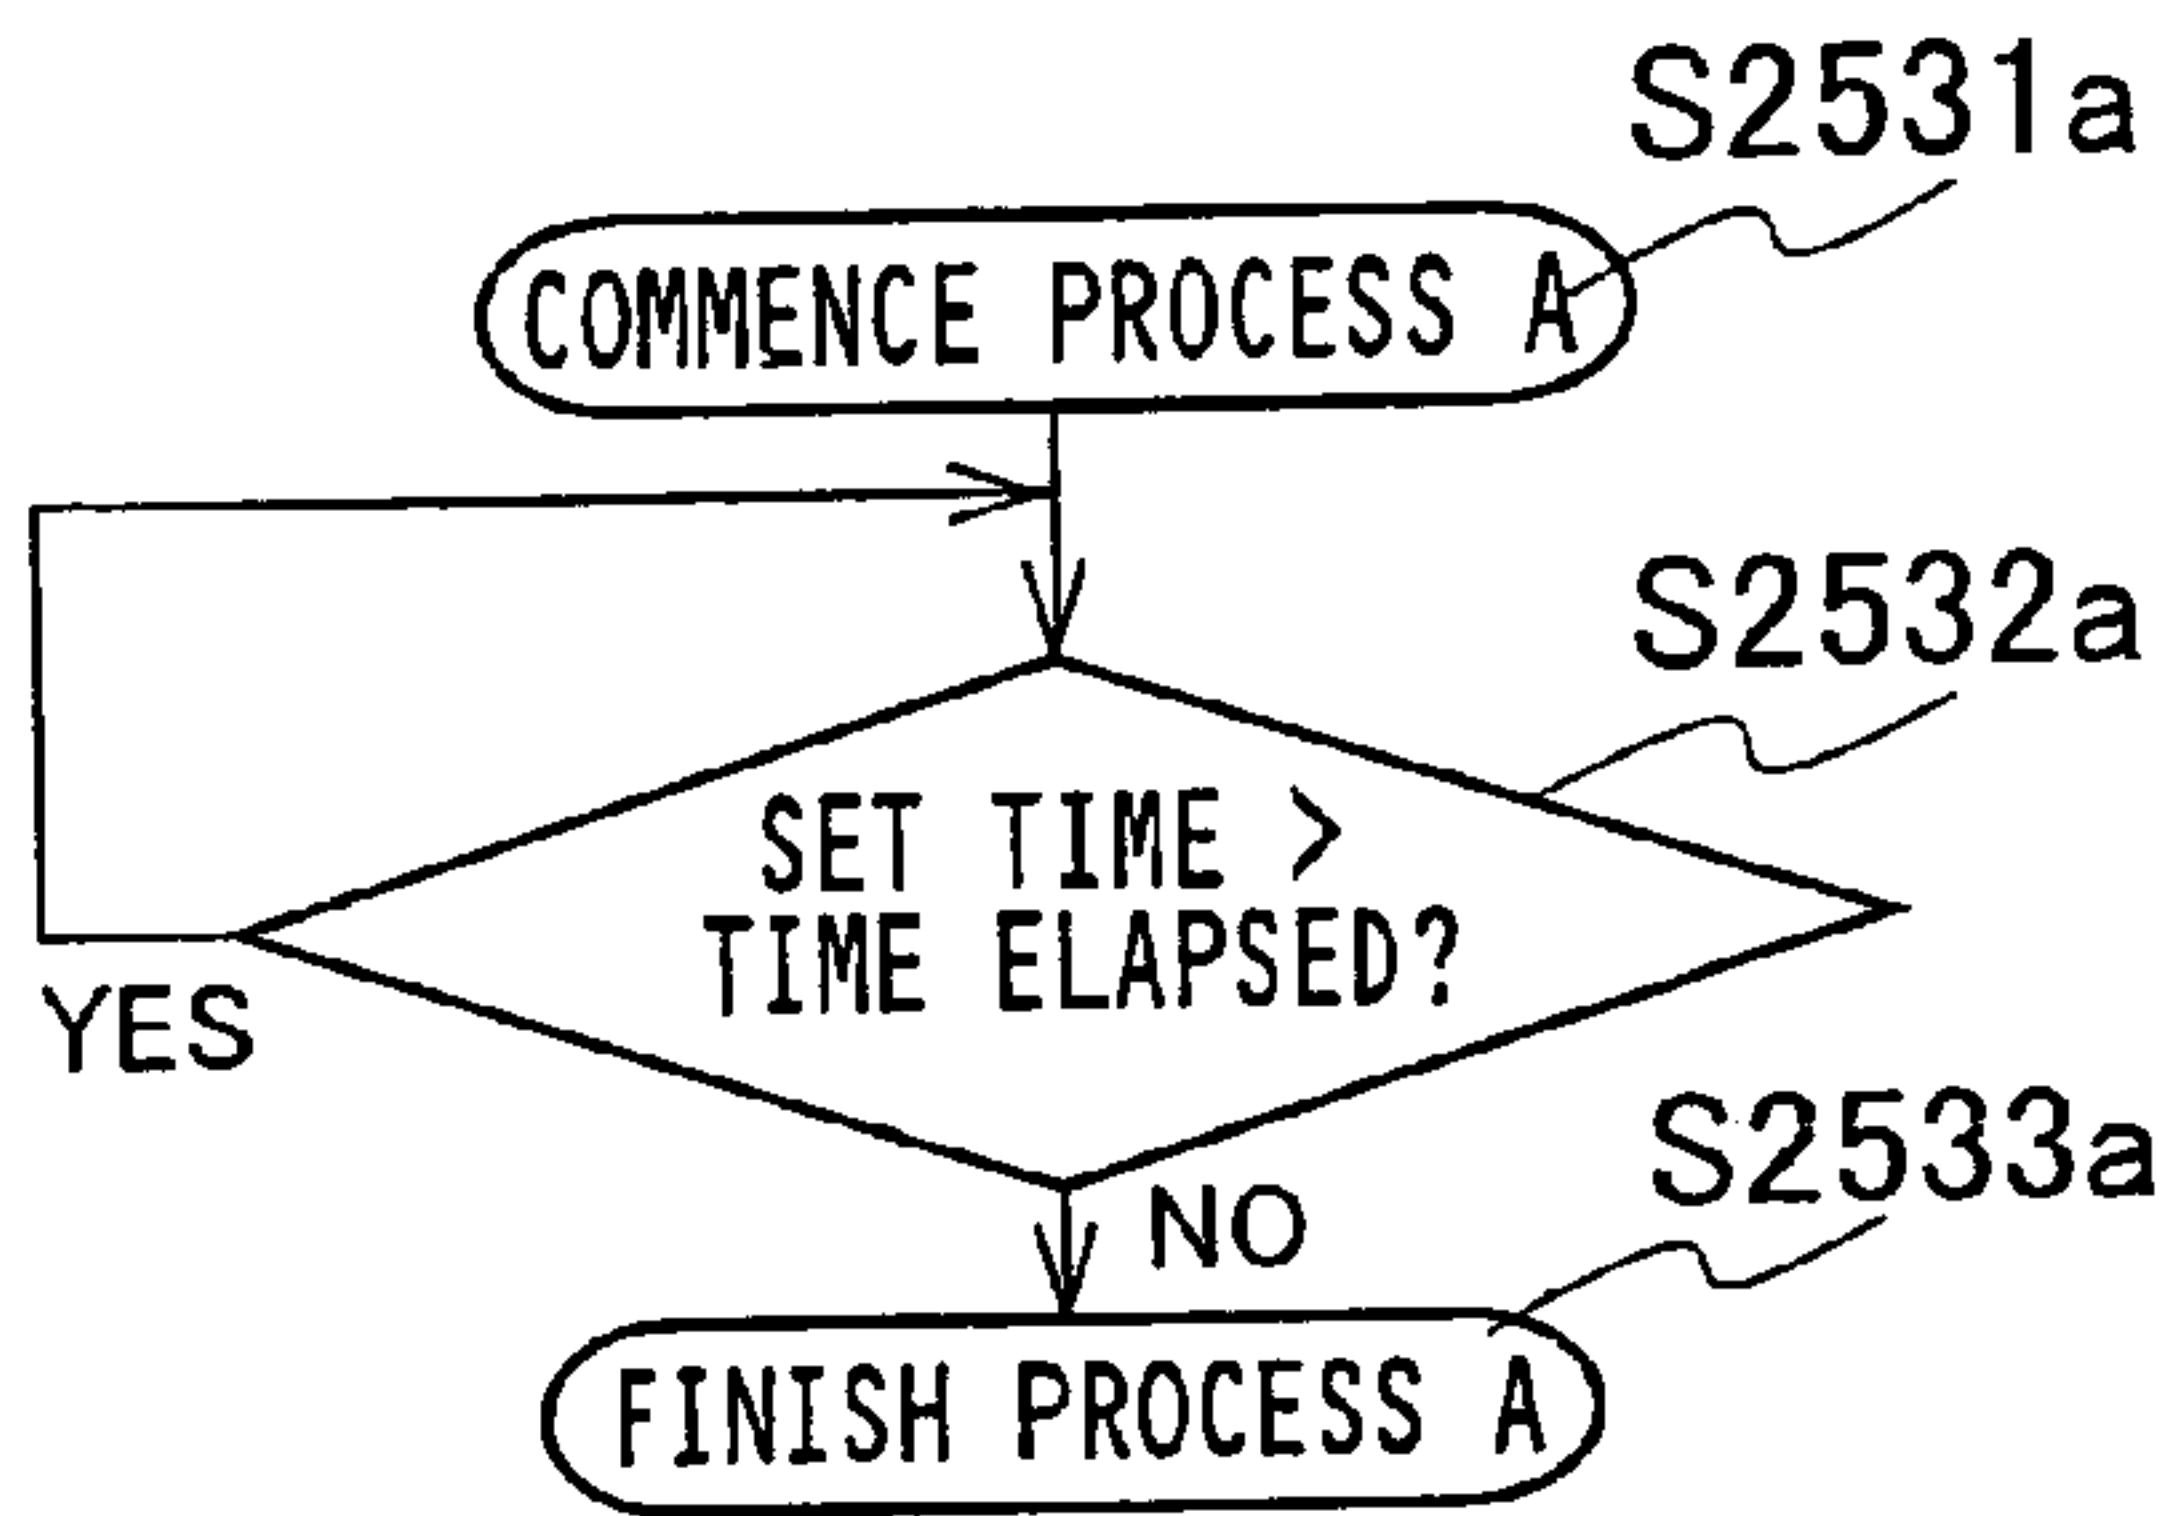 S2531a
COMMENCE PROCESS A
S2532a
SET TIME >
TIME ELAPSED?
YES
S2533a
NO
FINISH PROCESS A